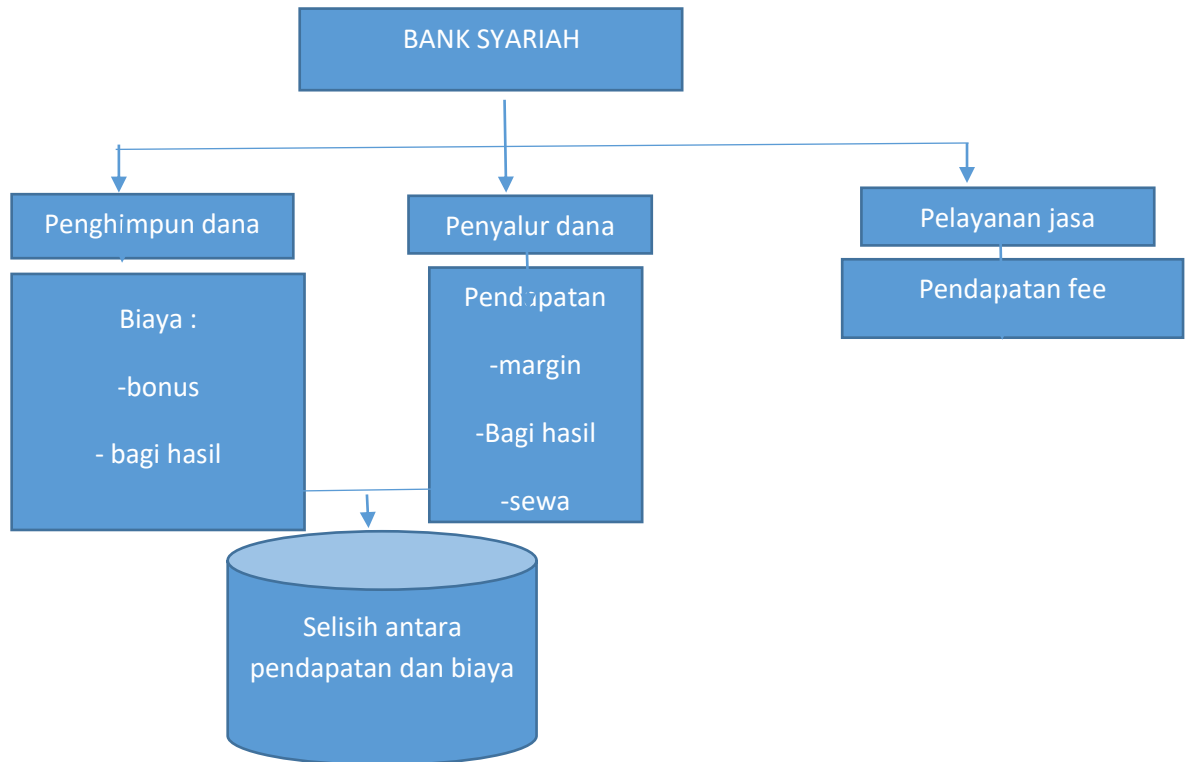 BANK SYARIAH
Penghimpun dana
Penyalur dana
Pelayanan jasa
Biaya :
-bonus
- bagi hasil
Pendapatan
-margin
-Bagi hasil
-sewa
Pendapatan fee
Selisih antara
pendapatan dan biaya